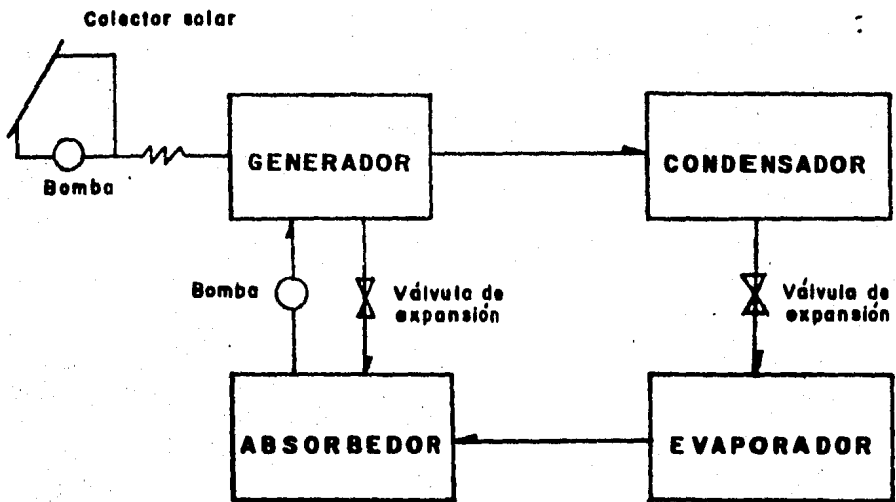 Colector solar
Bomba
GENERADOR
CONDENSADOR
Bomba
Válvula de
expansión
Válvula de
expansión
ABSORBEDOR
EVAPORADOR